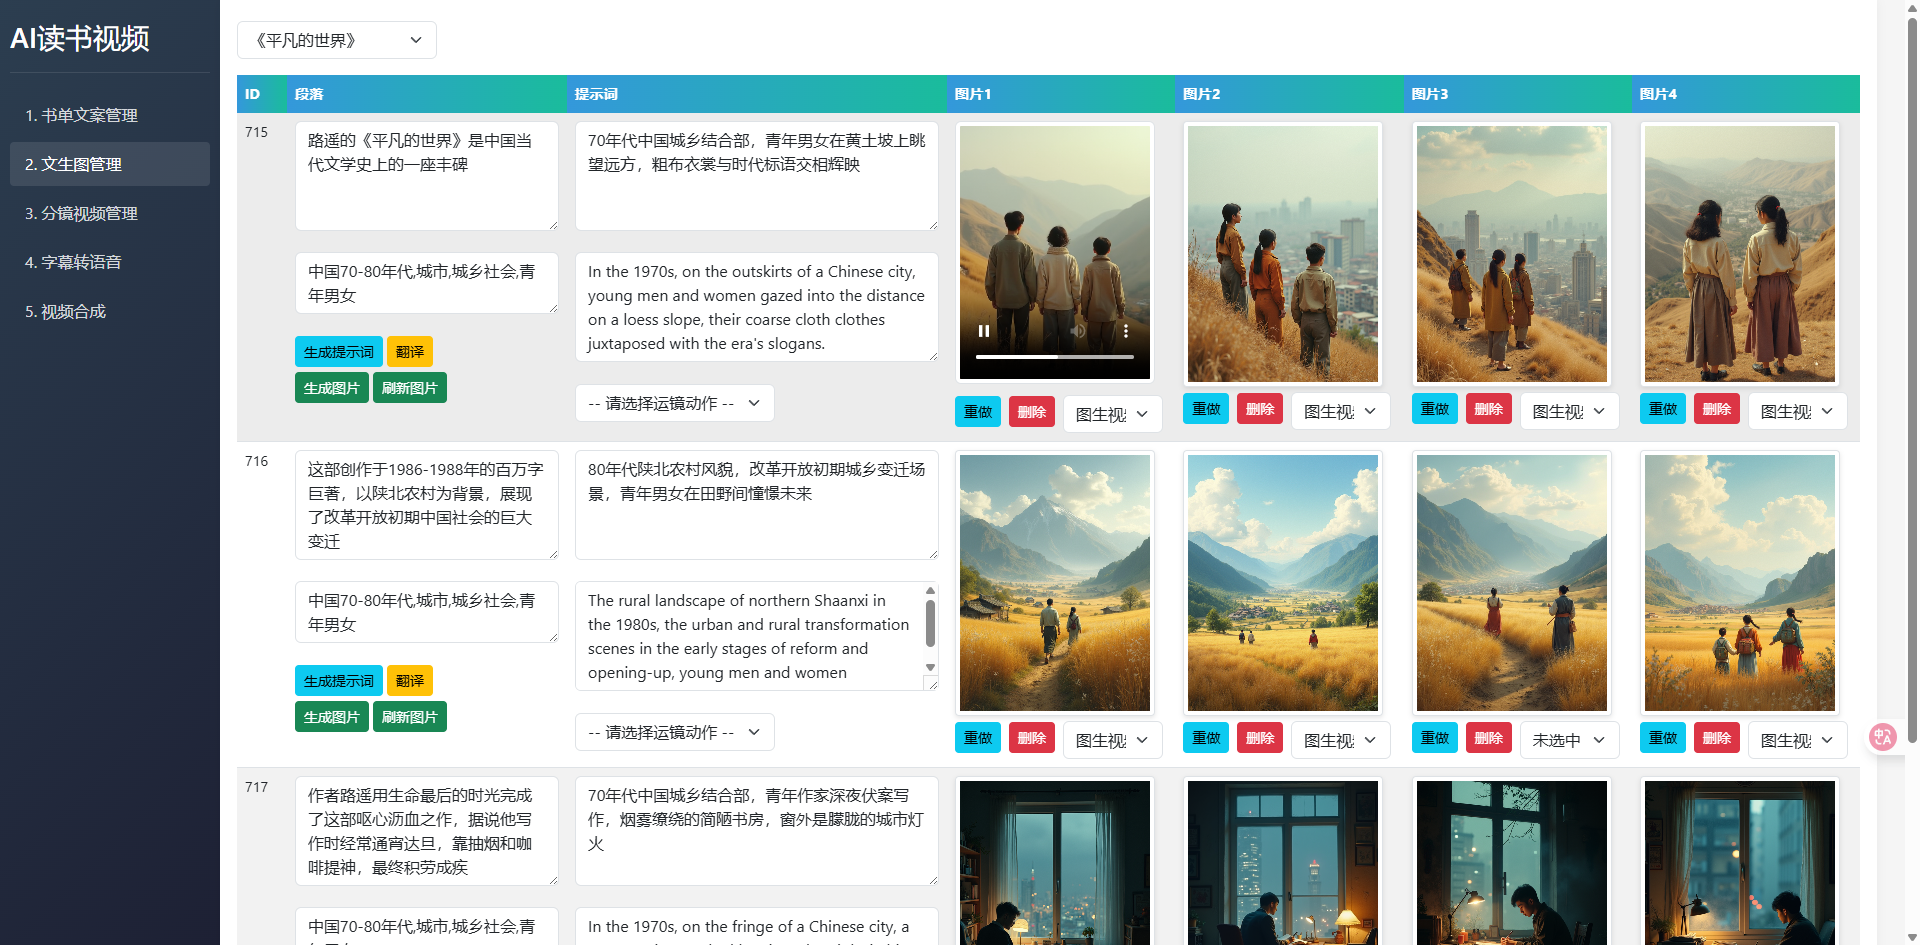 AI读书视频
1. 书单文案管理
2. 文生图管理
3. 分镜视频管理
4. 字幕转语音
5. 视频合成
《平凡的世界》
ID 段落 提示词 图片1 图片2 图片3 图片4
715
路遥的《平凡的世界》是中国当
代文学史上的一座丰碑
70年代中国城乡结合部，青年男女在黄土坡上眺
望远方，粗布衣裳与时代标语交相辉映
中国70-80年代,城市,城乡社会,青
年男女
In the 1970s, on the outskirts of a Chinese city,
young men and women gazed into the distance
on a loess slope, their coarse cloth clothes
juxtaposed with the era's slogans.
生成提示词 翻译
生成图片 刷新图片
-- 请选择运镜动作 --
重做 删除 图生视 重做 删除 图生视 重做 删除 图生视 重做 删除 图生视
716
这部创作于1986-1988年的百万字
巨著，以陕北农村为背景，展现
了改革开放初期中国社会的巨大
变迁
80年代陕北农村风貌，改革开放初期城乡变迁场
景，青年男女在田野间憧憬未来
中国70-80年代,城市,城乡社会,青
年男女
The rural landscape of northern Shaanxi in
the 1980s, the urban and rural transformation
scenes in the early stages of reform and
opening-up, young men and women
生成提示词 翻译
生成图片 刷新图片
-- 请选择运镜动作 --
重做 删除 图生视 重做 删除 图生视 重做 删除 未选中 重做 删除 图生视
717
作者路遥用生命最后的时光完成
了这部呕心沥血之作，据说他写
作时经常通宵达旦，靠抽烟和咖
啡提神，最终积劳成疾
70年代中国城乡结合部，青年作家深夜伏案写
作，烟雾缭绕的简陋书房，窗外是朦胧的城市灯
火
中国70-80年代,城市,城乡社会,青
In the 1970s, on the fringe of a Chinese city, a